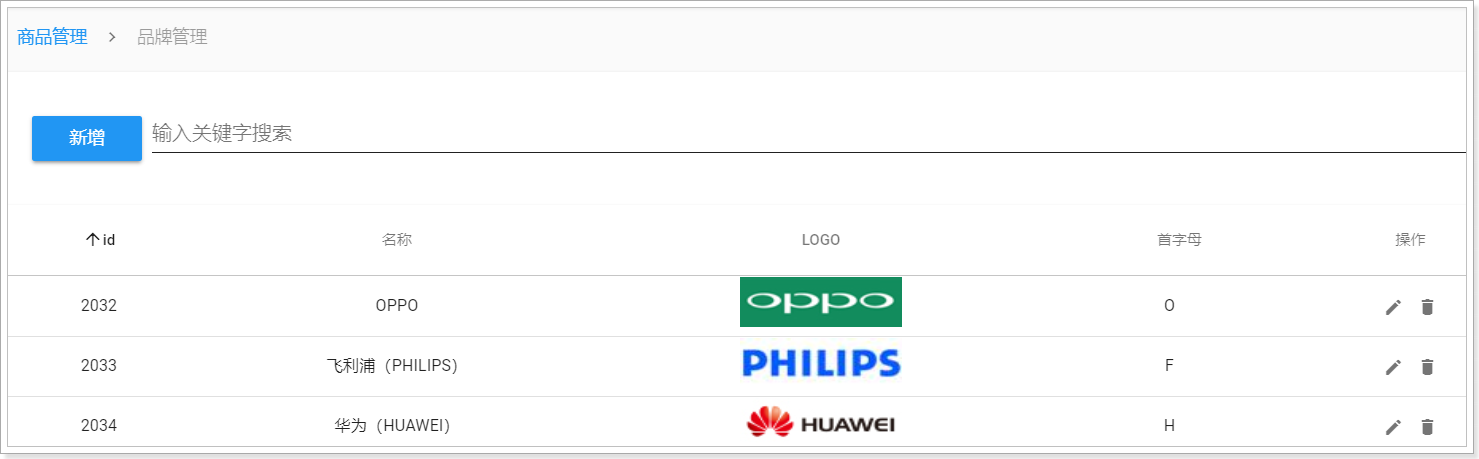 商品管理 > 品牌管理
新增 输入关键字搜索
↑id 名称 LOGO 首字母 操作
2032 OPPO oppo O
2033 飞利浦（PHILIPS） PHILIPS F
2034 华为（HUAWEI） HUAWEI H